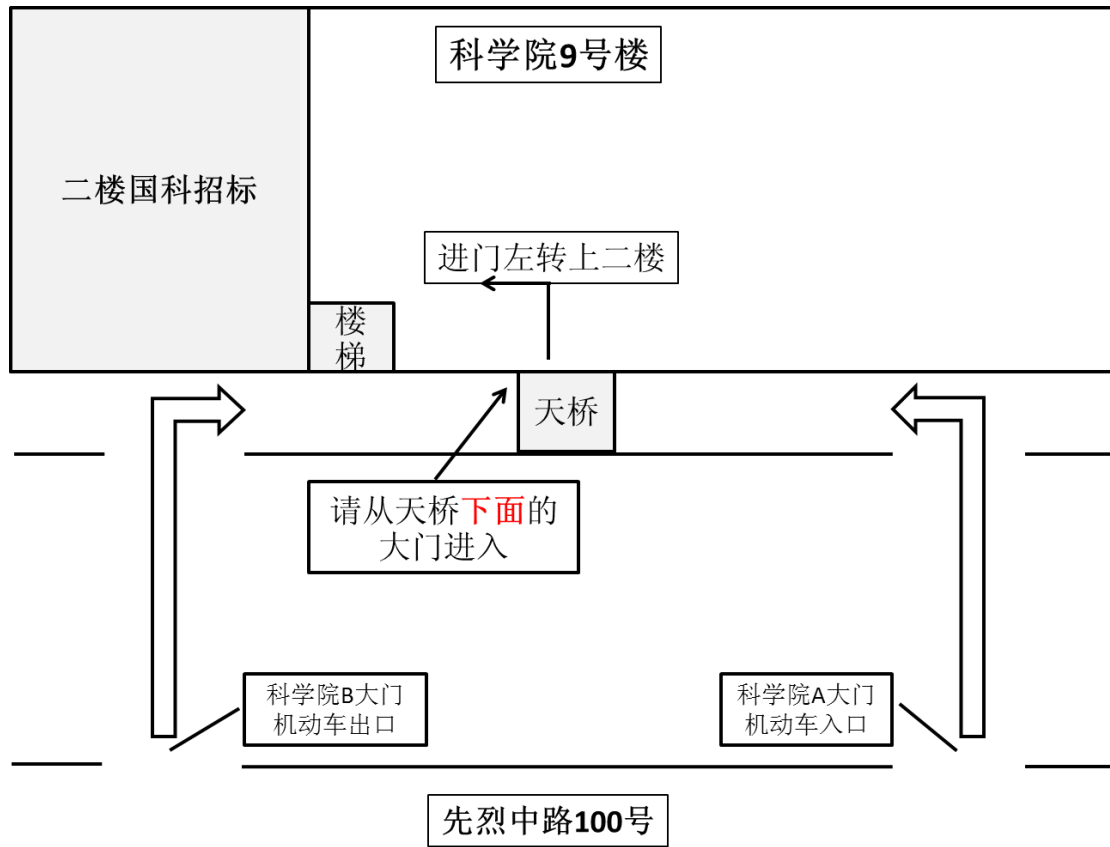 科学院9号楼
二楼国科招标
进门左转上二楼
楼
梯
天桥
请从天桥下面的
大门进入
科学院B大门
机动车出口
科学院A大门
机动车入口
先烈中路100号